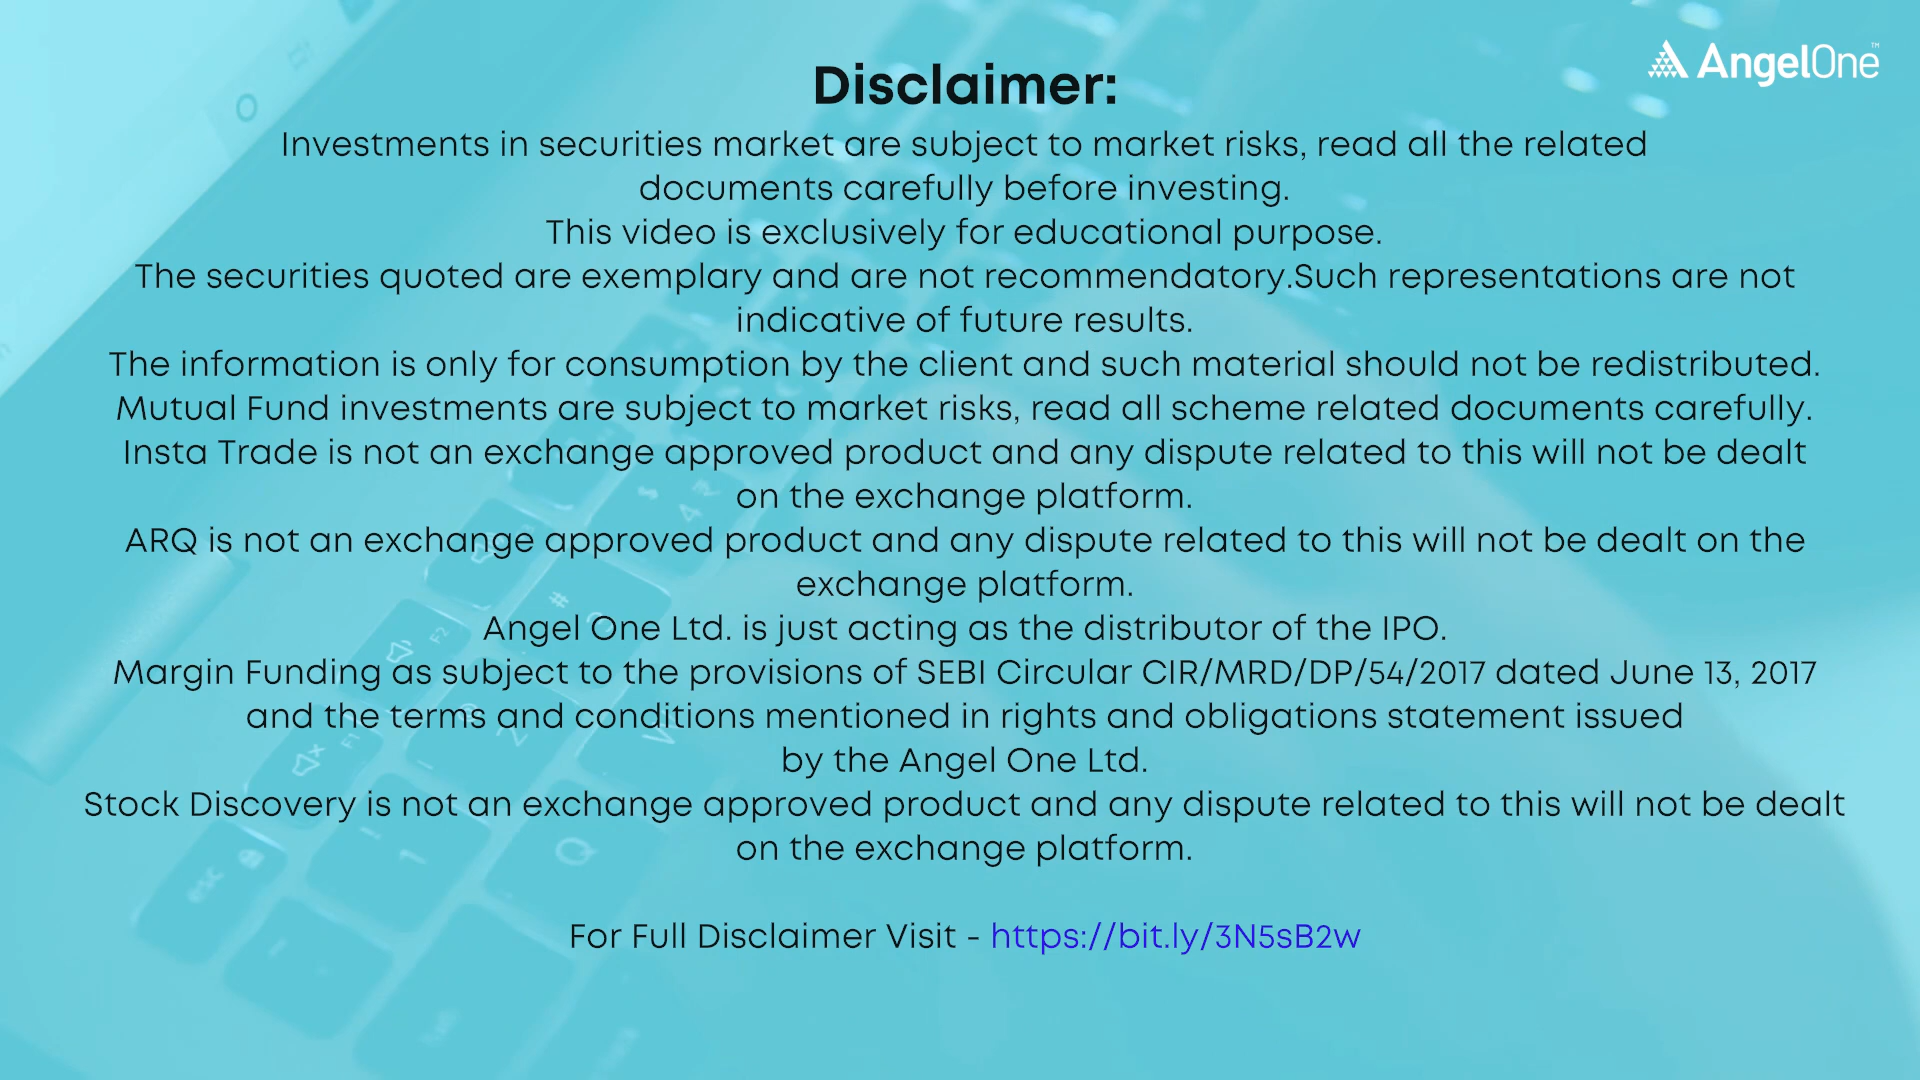 AngelOne™
Disclaimer:
Investments in securities market are subject to market risks, read all the related
documents carefully before investing.
This video is exclusively for educational purpose.
The securities quoted are exemplary and are not recommendatory.Such representations are not
indicative of future results.
The information is only for consumption by the client and such material should not be redistributed.
Mutual Fund investments are subject to market risks, read all scheme related documents carefully.
Insta Trade is not an exchange approved product and any dispute related to this will not be dealt
on the exchange platform.
ARQ is not an exchange approved product and any dispute related to this will not be dealt on the
exchange platform.
Angel One Ltd. is just acting as the distributor of the IPO.
Margin Funding as subject to the provisions of SEBI Circular CIR/MRD/DP/54/2017 dated June 13, 2017
and the terms and conditions mentioned in rights and obligations statement issued
by the Angel One Ltd.
Stock Discovery is not an exchange approved product and any dispute related to this will not be dealt
on the exchange platform.
For Full Disclaimer Visit - https://bit.ly/3N5sB2w